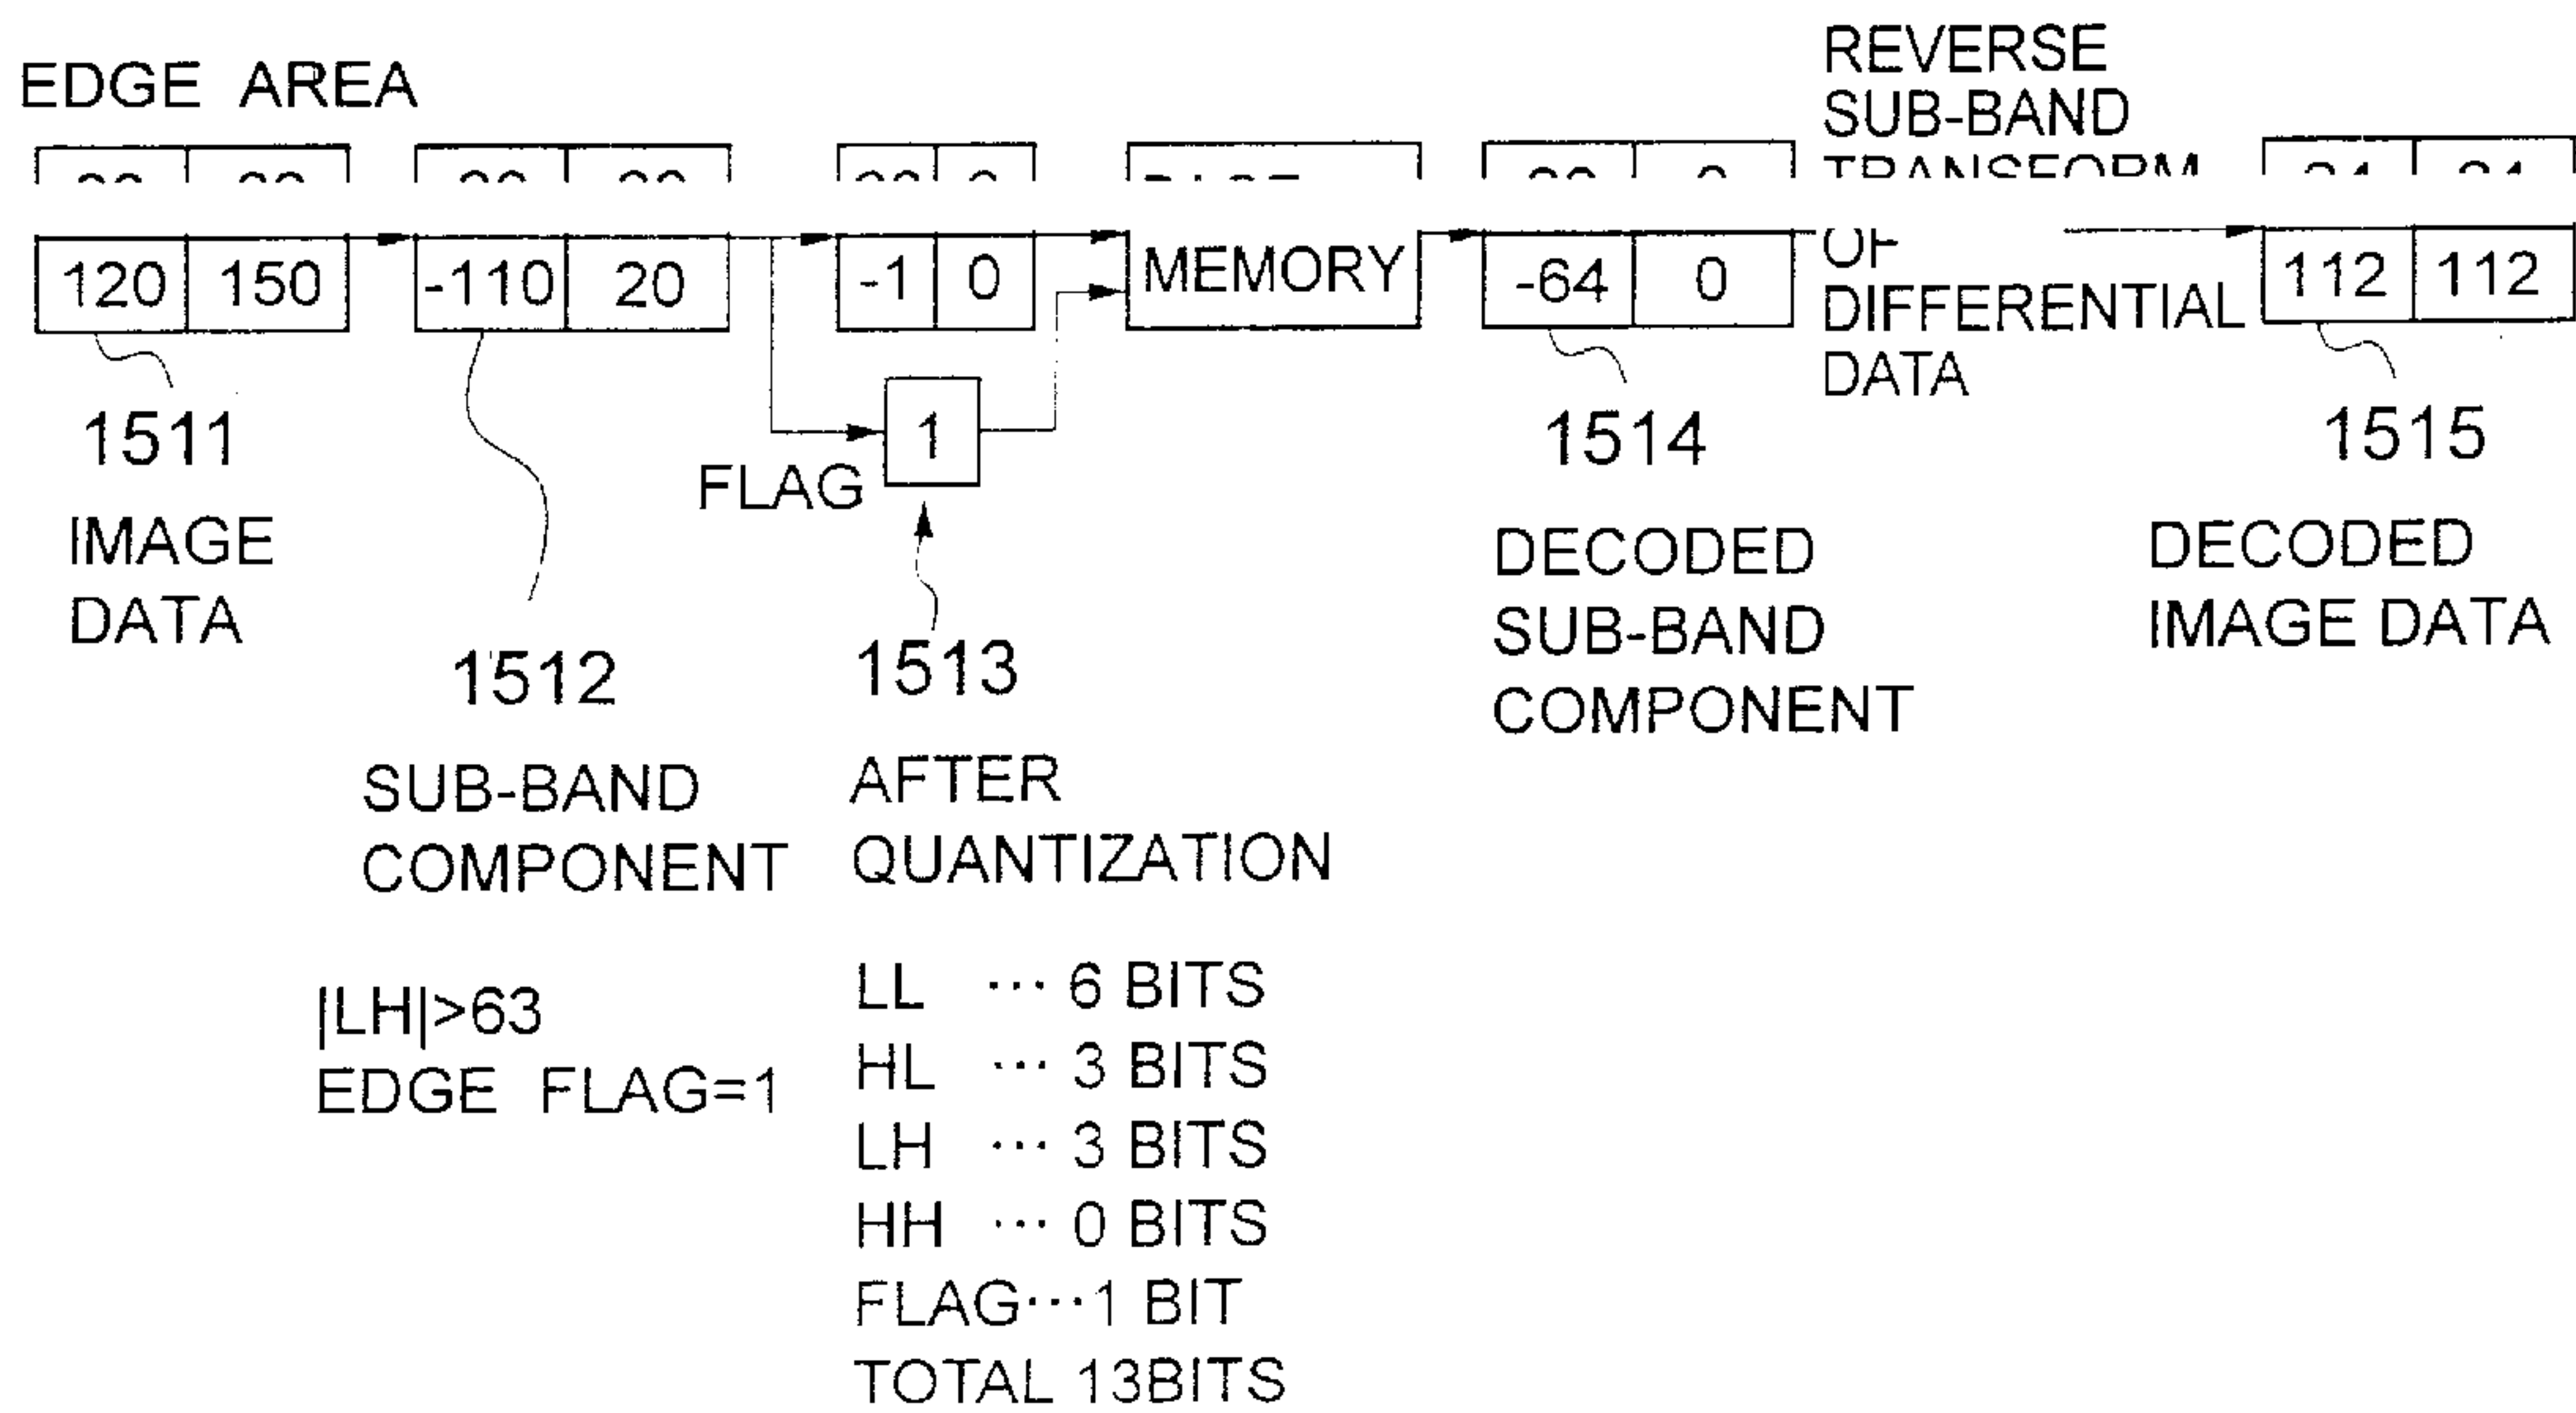 EDGE AREA
REVERSE
SUB-BAND
TRANSFORM
OF
DIFFERENTIAL
DATA
120 150
-110 20
-1 0
MEMORY
-64 0
112 112
1
FLAG
1511
IMAGE
DATA
1512
SUB-BAND
COMPONENT
|LH|>63
EDGE FLAG=1
1513
AFTER
QUANTIZATION
LL ··· 6 BITS
HL ··· 3 BITS
LH ··· 3 BITS
HH ··· 0 BITS
FLAG···1 BIT
TOTAL 13BITS
1514
DECODED
SUB-BAND
COMPONENT
1515
DECODED
IMAGE DATA